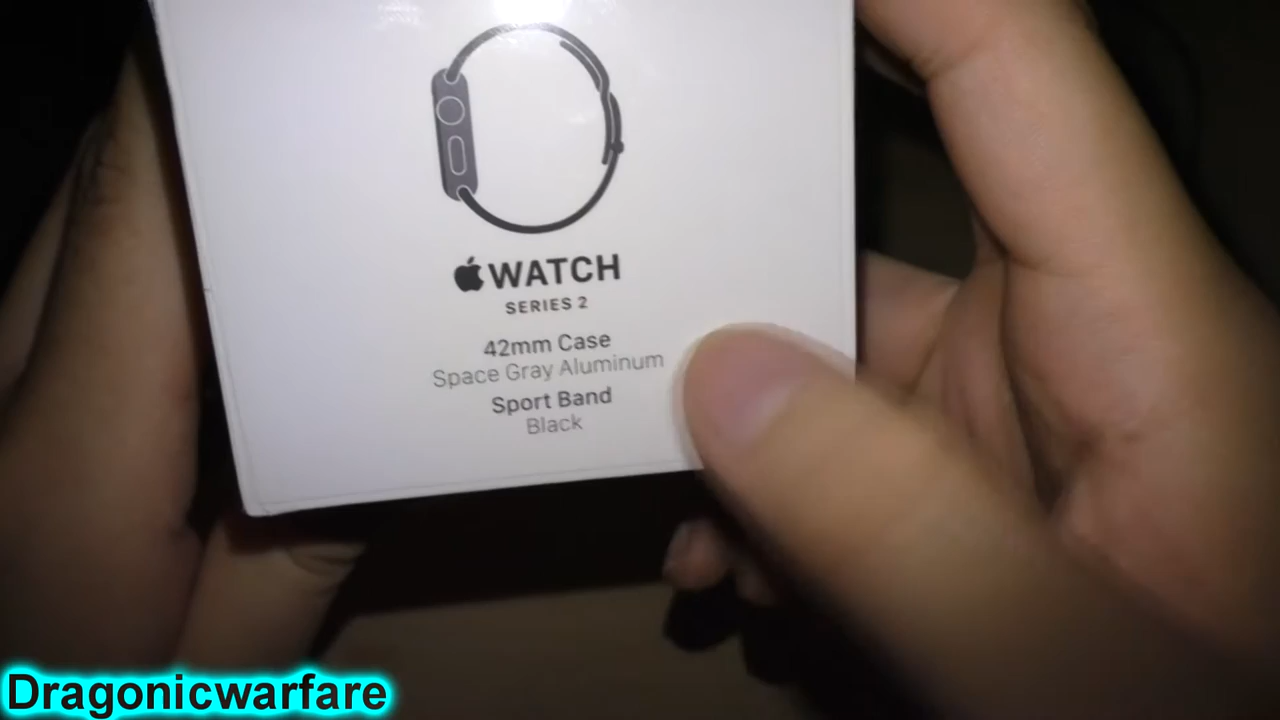 WATCH
SERIES 2
42mm Case
Space Gray Aluminum
Sport Band
Black
Dragonicwarfare